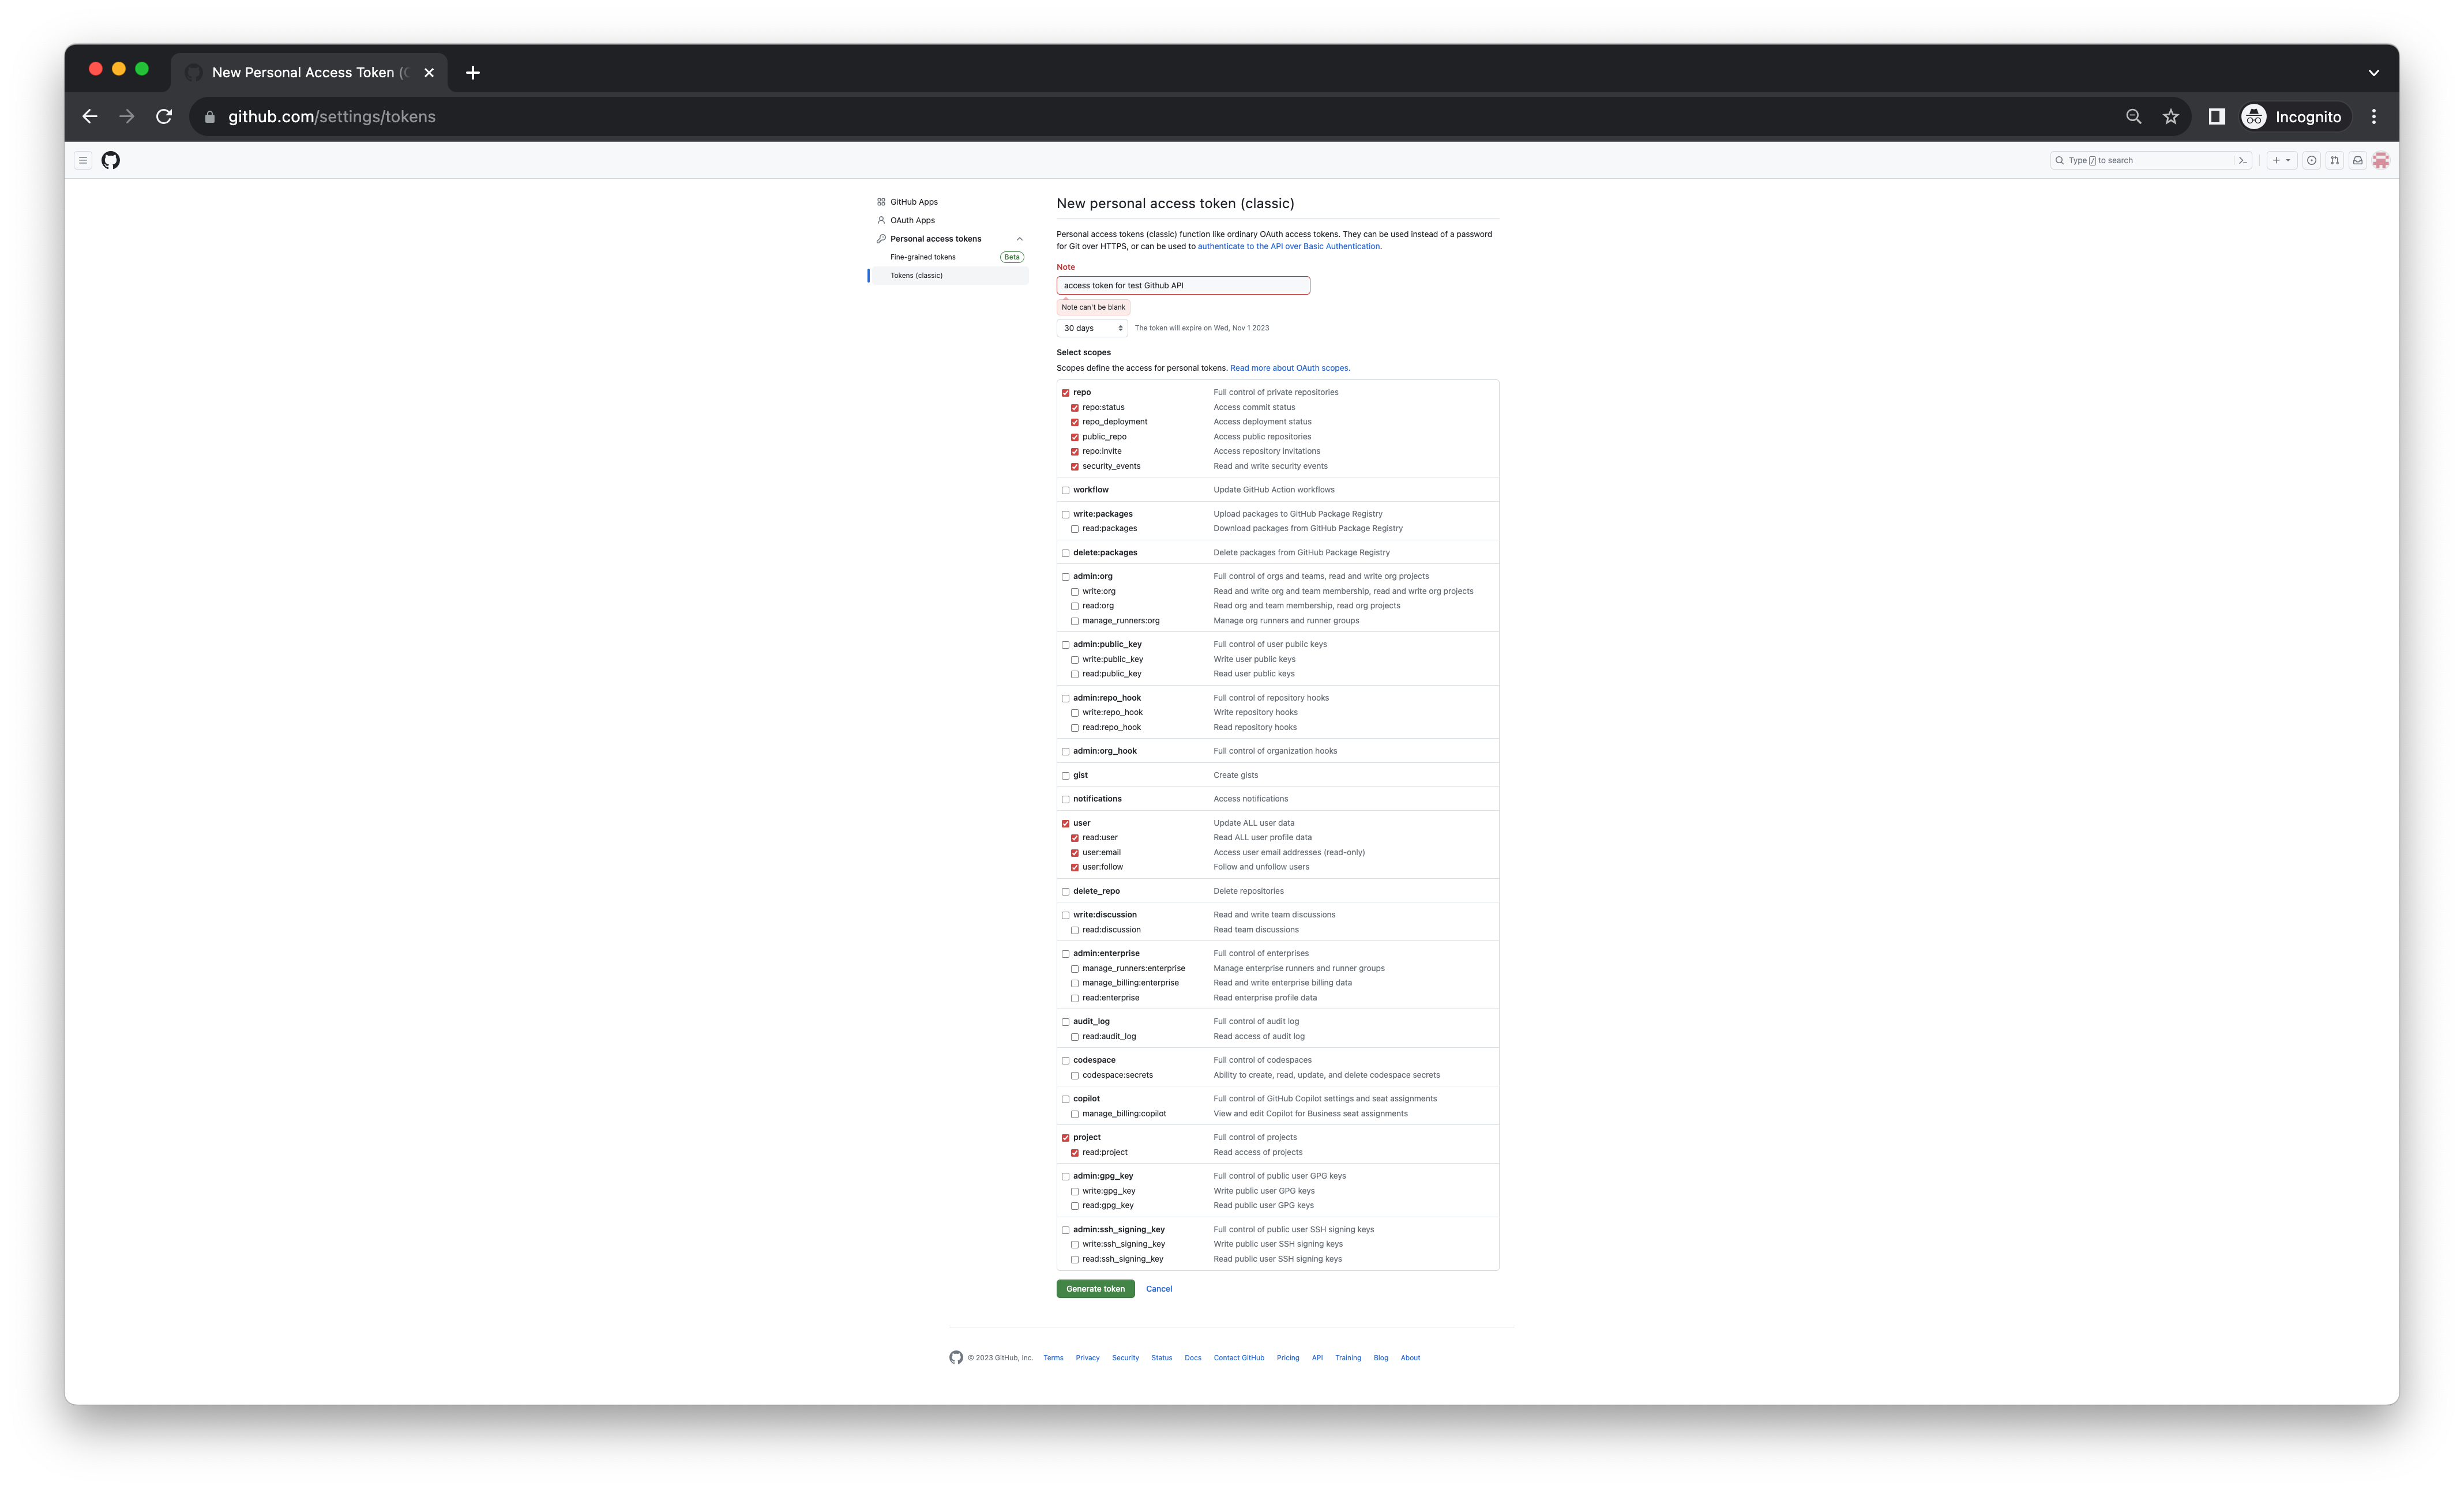 New Personal Access Token (
github.com/settings/tokens
Incognito
Type / to search
GitHub Apps
OAuth Apps
Personal access tokens
Fine-grained tokens Beta
Tokens (classic)
New personal access token (classic)
Personal access tokens (classic) function like ordinary OAuth access tokens. They can be used instead of a password
for Git over HTTPS, or can be used to authenticate to the API over Basic Authentication.
Note
access token for test Github API
Note can't be blank
30 days The token will expire on Wed, Nov 1 2023
Select scopes
Scopes define the access for personal tokens. Read more about OAuth scopes.
repo Full control of private repositories
repo:status Access commit status
repo_deployment Access deployment status
public_repo Access public repositories
repo:invite Access repository invitations
security_events Read and write security events
workflow Update GitHub Action workflows
write:packages Upload packages to GitHub Package Registry
read:packages Download packages from GitHub Package Registry
delete:packages Delete packages from GitHub Package Registry
admin:org Full control of orgs and teams, read and write org projects
write:org Read and write org and team membership, read and write org projects
read:org Read org and team membership, read org projects
manage_runners:org Manage org runners and runner groups
admin:public_key Full control of user public keys
write:public_key Write user public keys
read:public_key Read user public keys
admin:repo_hook Full control of repository hooks
write:repo_hook Write repository hooks
read:repo_hook Read repository hooks
admin:org_hook Full control of organization hooks
gist Create gists
notifications Access notifications
user Update ALL user data
read:user Read ALL user profile data
user:email Access user email addresses (read-only)
user:follow Follow and unfollow users
delete_repo Delete repositories
write:discussion Read and write team discussions
read:discussion Read team discussions
admin:enterprise Full control of enterprises
manage_runners:enterprise Manage enterprise runners and runner groups
manage_billing:enterprise Read and write enterprise billing data
read:enterprise Read enterprise profile data
audit_log Full control of audit log
read:audit_log Read access of audit log
codespace Full control of codespaces
codespace:secrets Ability to create, read, update, and delete codespace secrets
copilot Full control of GitHub Copilot settings and seat assignments
manage_billing:copilot View and edit Copilot for Business seat assignments
project Full control of projects
read:project Read access of projects
admin:gpg_key Full control of public user GPG keys
write:gpg_key Write public user GPG keys
read:gpg_key Read public user GPG keys
admin:ssh_signing_key Full control of public user SSH signing keys
write:ssh_signing_key Write public user SSH signing keys
read:ssh_signing_key Read public user SSH signing keys
Generate token Cancel
© 2023 GitHub, Inc. Terms Privacy Security Status Docs Contact GitHub Pricing API Training Blog About